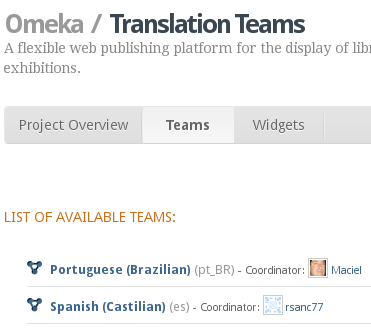 Omeka / Translation Teams
A flexible web publishing platform for the display of
exhibitions.
Project Overview Teams Widgets
LIST OF AVAILABLE TEAMS:
Portuguese (Brazilian) (pt_BR) - Coordinator: Maciel
Spanish (Castilian) (es) - Coordinator: rsanc77